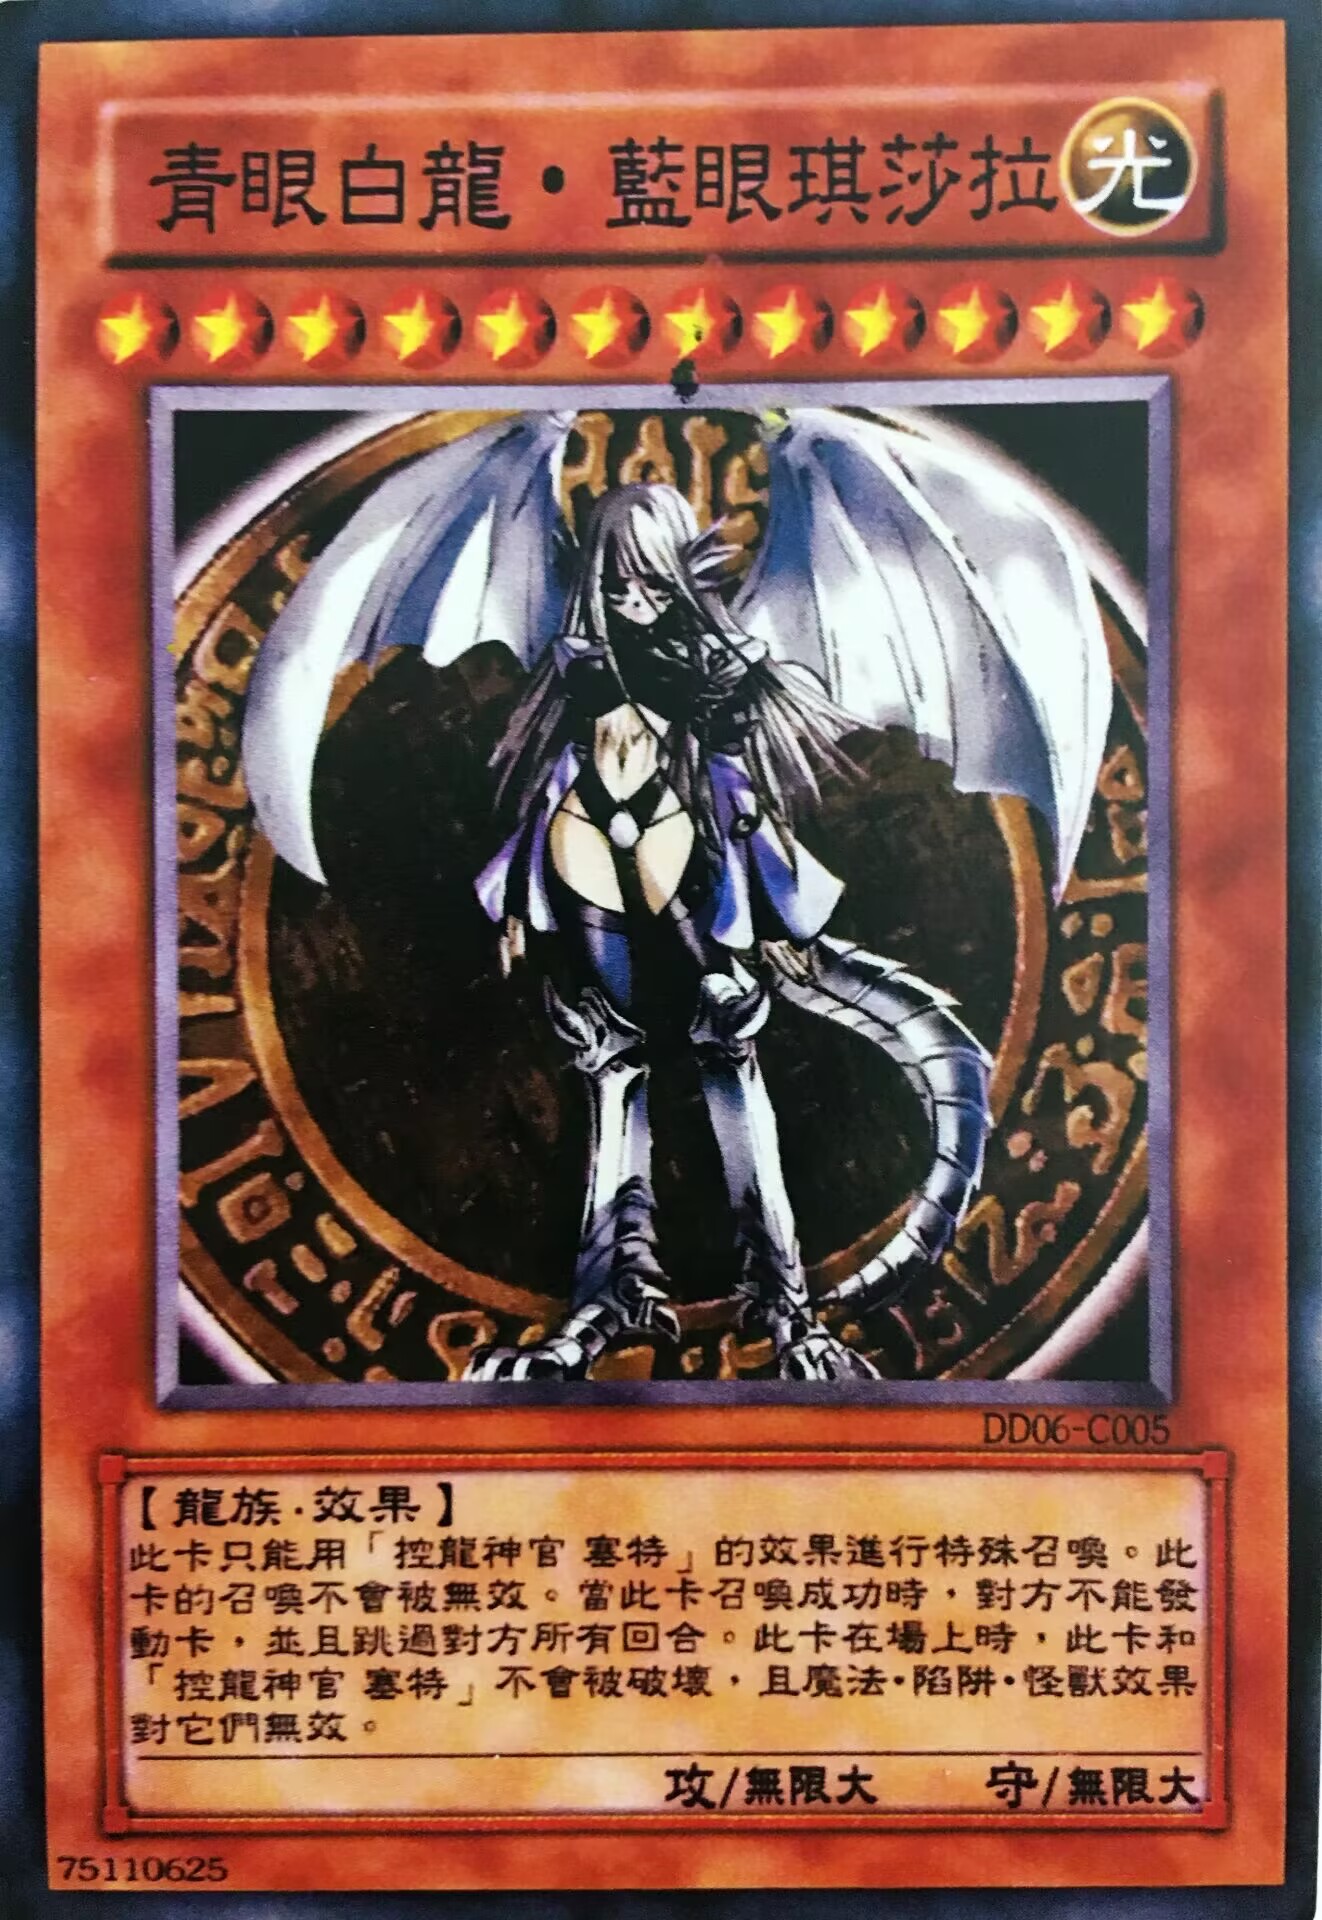 青眼白龍·藍眼琪莎拉
光
DD06-C005
【龍族·效果】
此卡只能用「控龍神官 塞特」的效果進行特殊召喚。此
卡的召喚不會被無效。當此卡召喚成功時，對方不能發
動卡，並且跳過對方所有回合。此卡在場上時，此卡和
「控龍神官 塞特」不會被破壞，且魔法·陷阱·怪獸效果
對它們無效。
攻/無限大 守/無限大
75110625